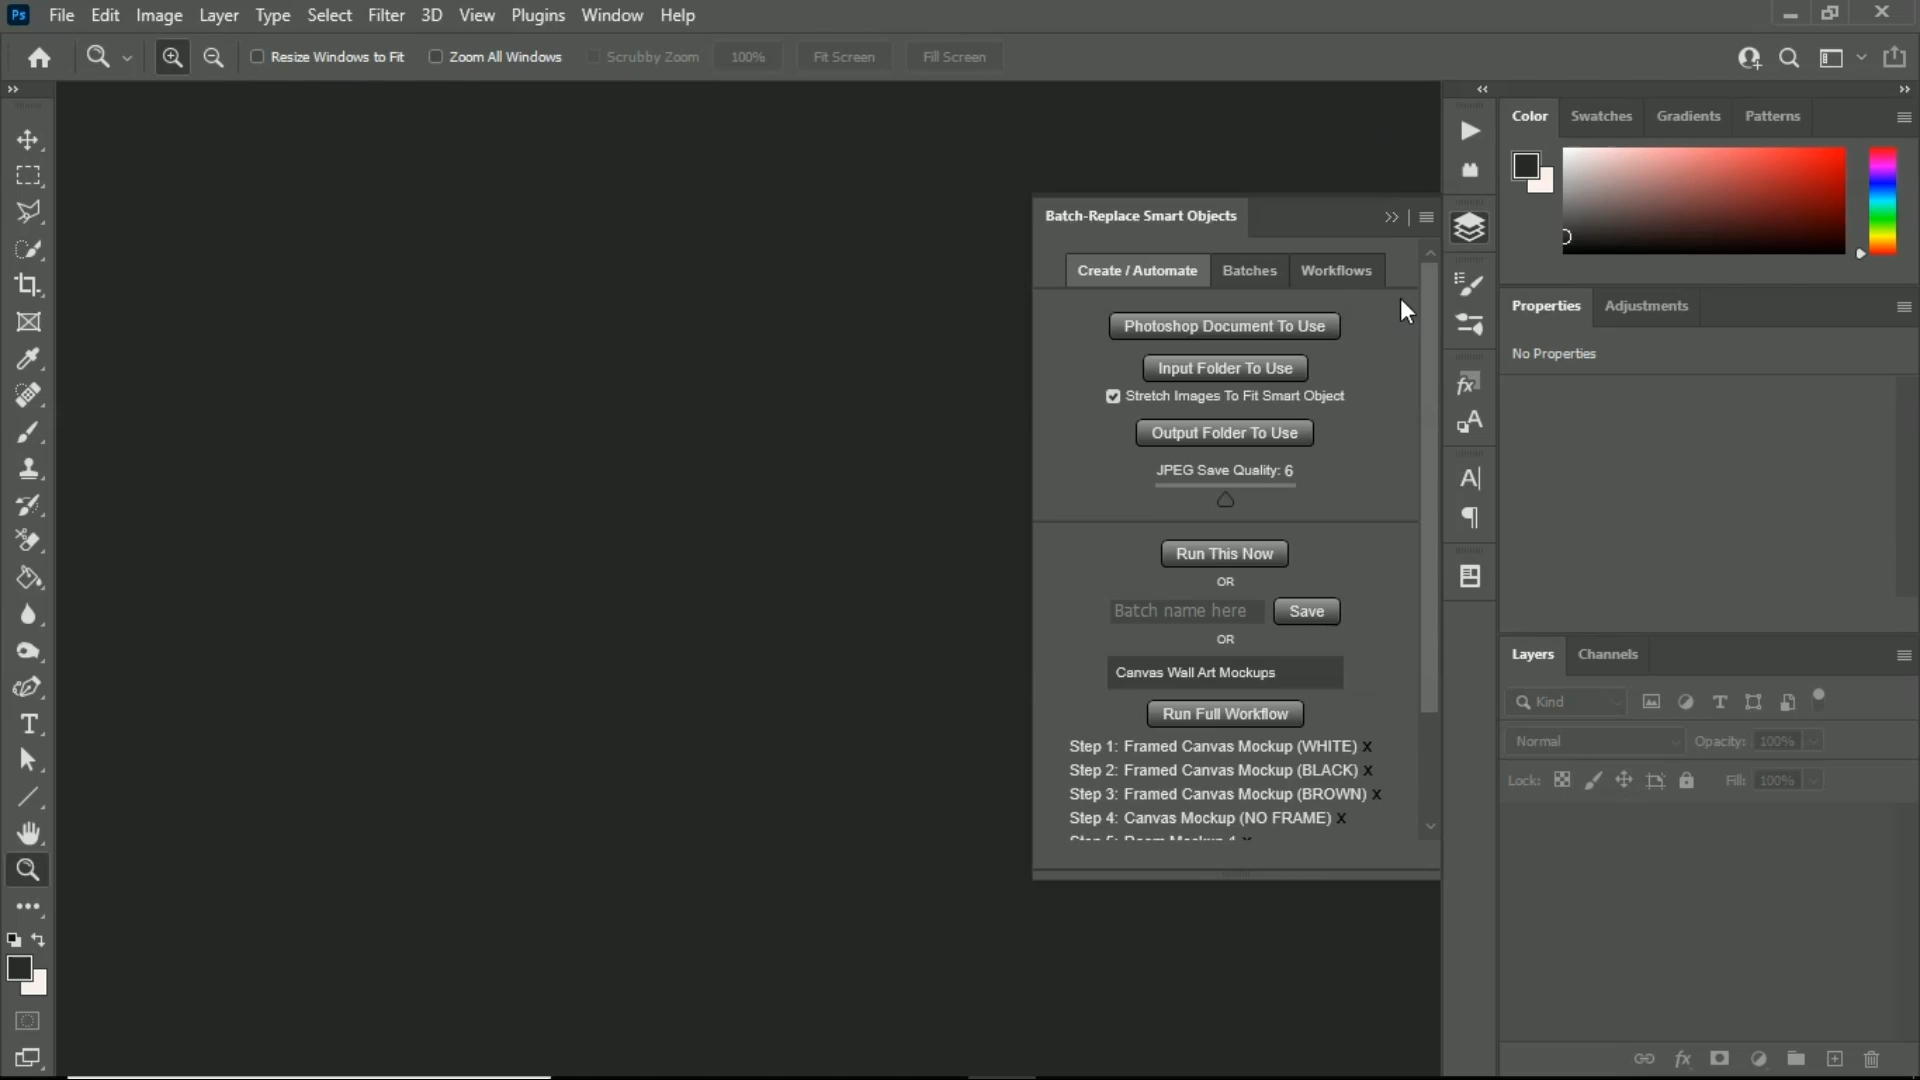 Ps File Edit Image Layer Type Select Filter 3D View Plugins Window Help
Resize Windows to Fit Zoom All Windows Scrubby Zoom 100% Fit Screen Fill Screen
Color Swatches Gradients Patterns
Batch-Replace Smart Objects
Create / Automate Batches Workflows
Photoshop Document To Use
Input Folder To Use
Stretch Images To Fit Smart Object
Output Folder To Use
JPEG Save Quality: 6
Run This Now
OR
Batch name here Save
OR
Canvas Wall Art Mockups
Run Full Workflow
Step 1: Framed Canvas Mockup (WHITE) X
Step 2: Framed Canvas Mockup (BLACK) X
Step 3: Framed Canvas Mockup (BROWN) X
Step 4: Canvas Mockup (NO FRAME) X
Properties Adjustments
No Properties
Layers Channels
Kind
Normal Opacity: 100%
Lock: Fill: 100%